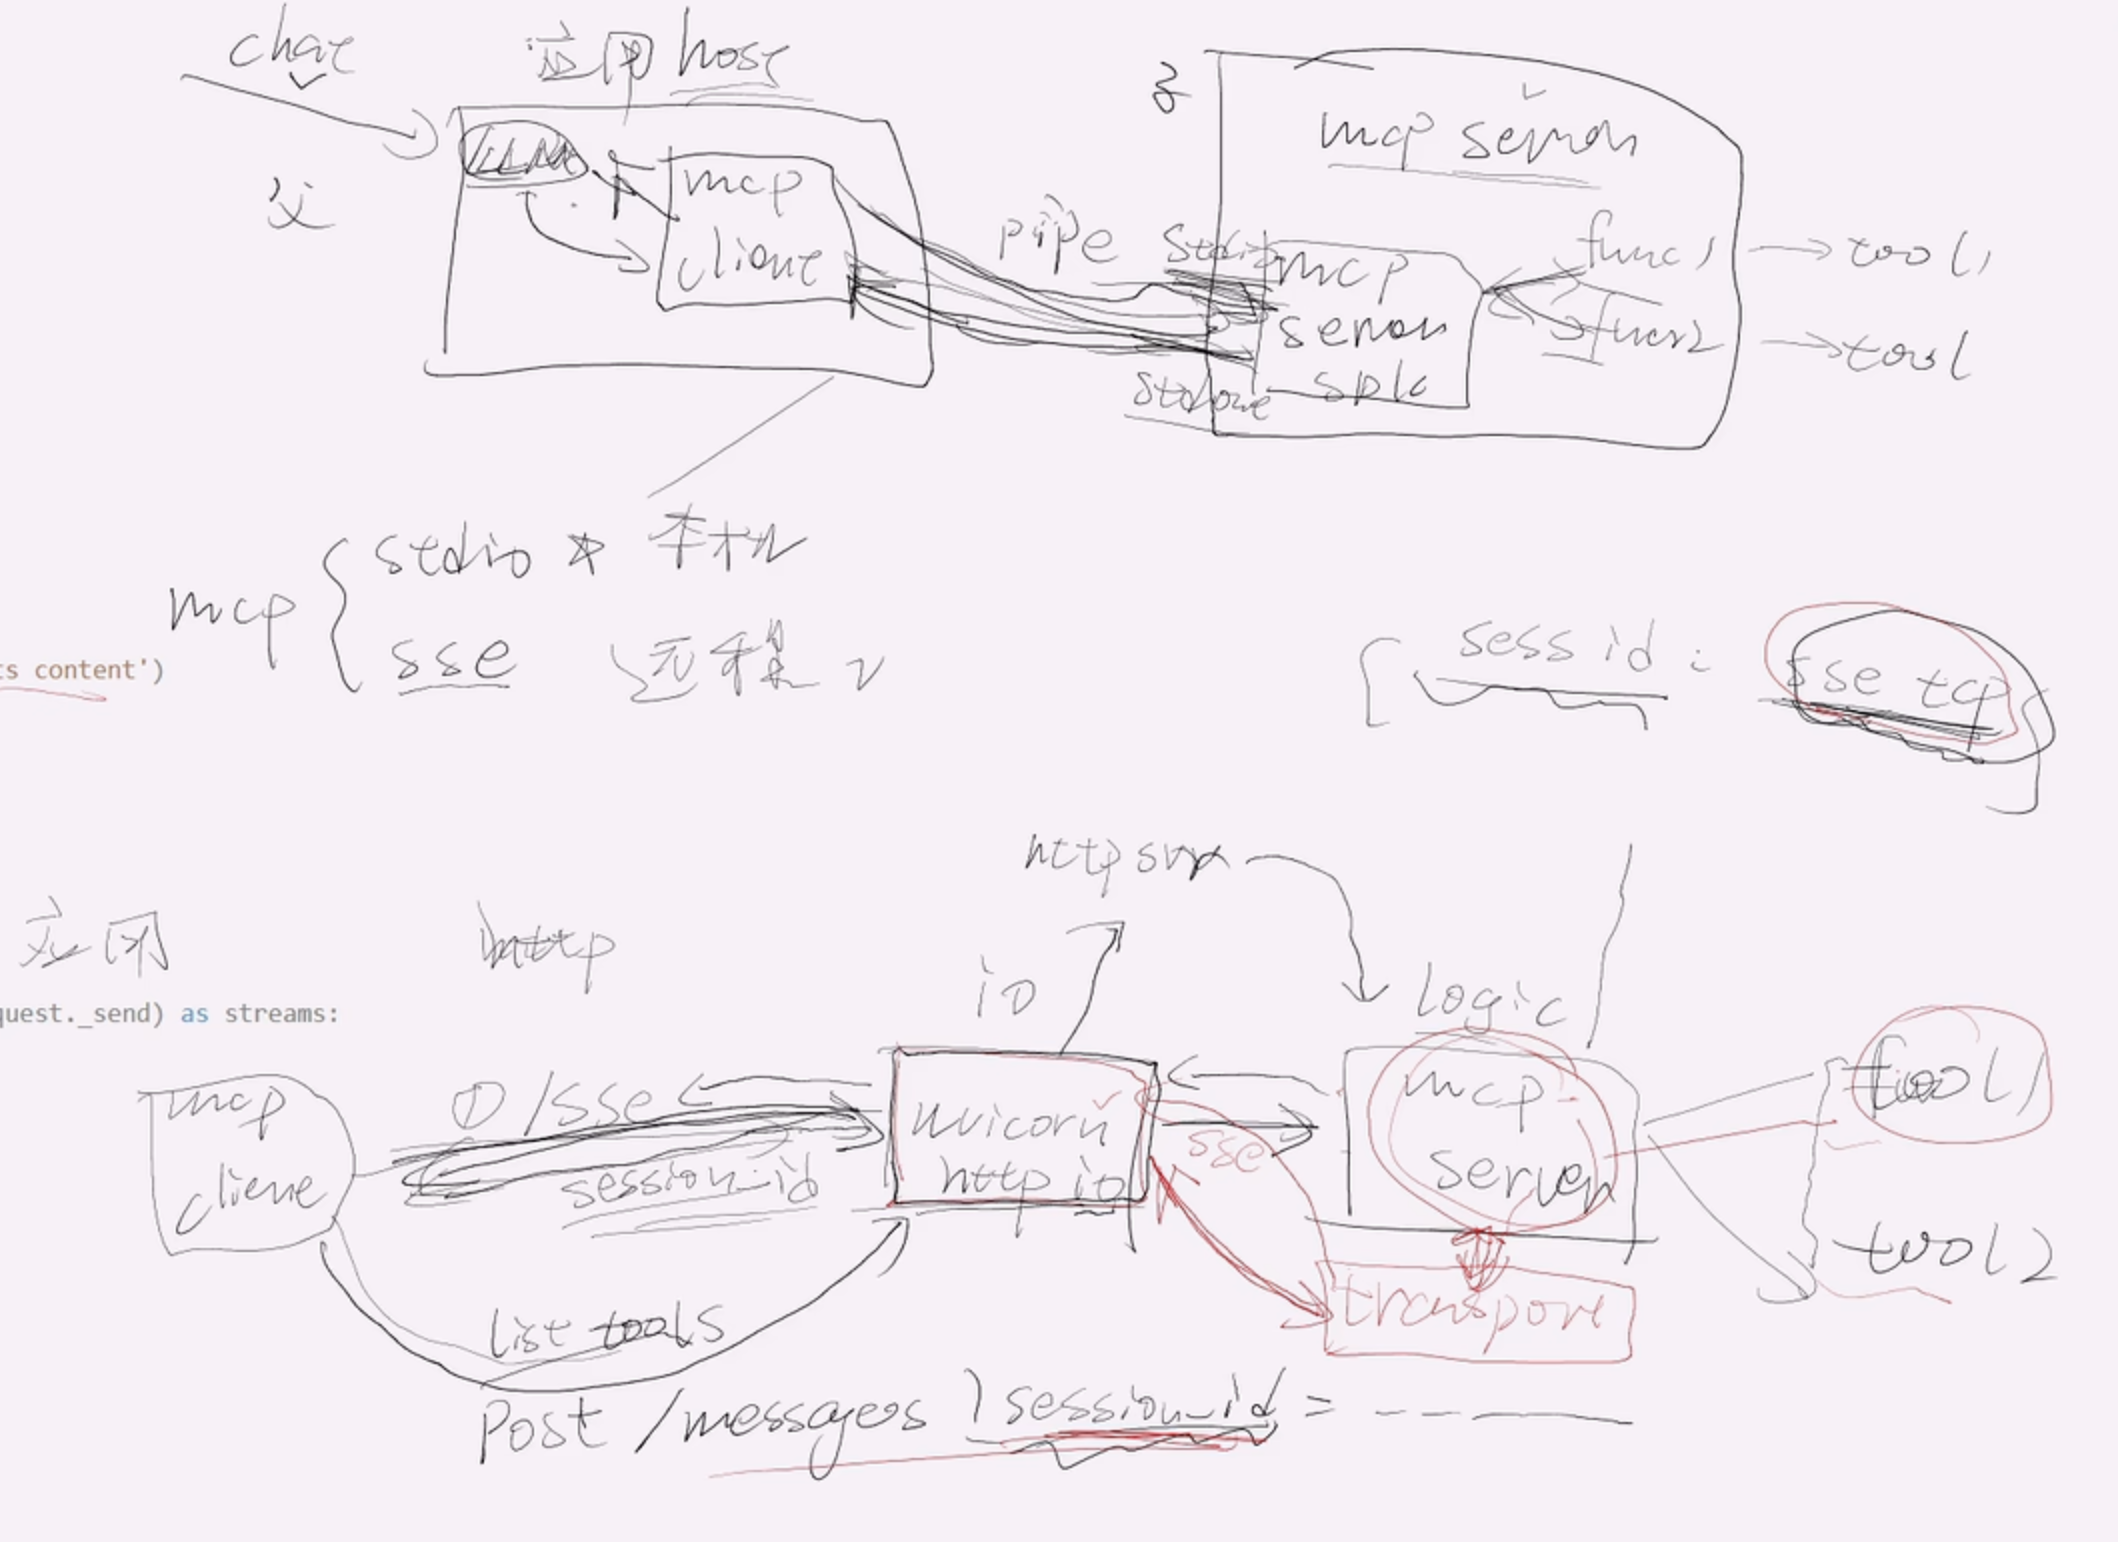 chat
应用 host
子
mcp server
LLM
父
mcp
client
pipe
stdin
mcp
server
sdk
stdout
func1 → tool1
func2 → tool
mcp { stdio 本机
sse 远程
ts content')
[ sessid : sse tcp ]
http svr
应用
http
io
logic
quest._send) as streams:
mcp
client
① /sse
session_id
uvicorn
http io
sse
mcp
server
tool1
tool2
transport
list tools
Post /messages ? session_id = ---